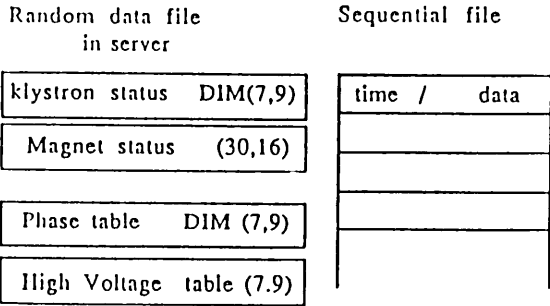 Random data file
in server
klystron status DIM(7,9)
Magnet status (30,16)
Phase table DIM (7,9)
High Voltage table (7.9)
Sequential file
time / data